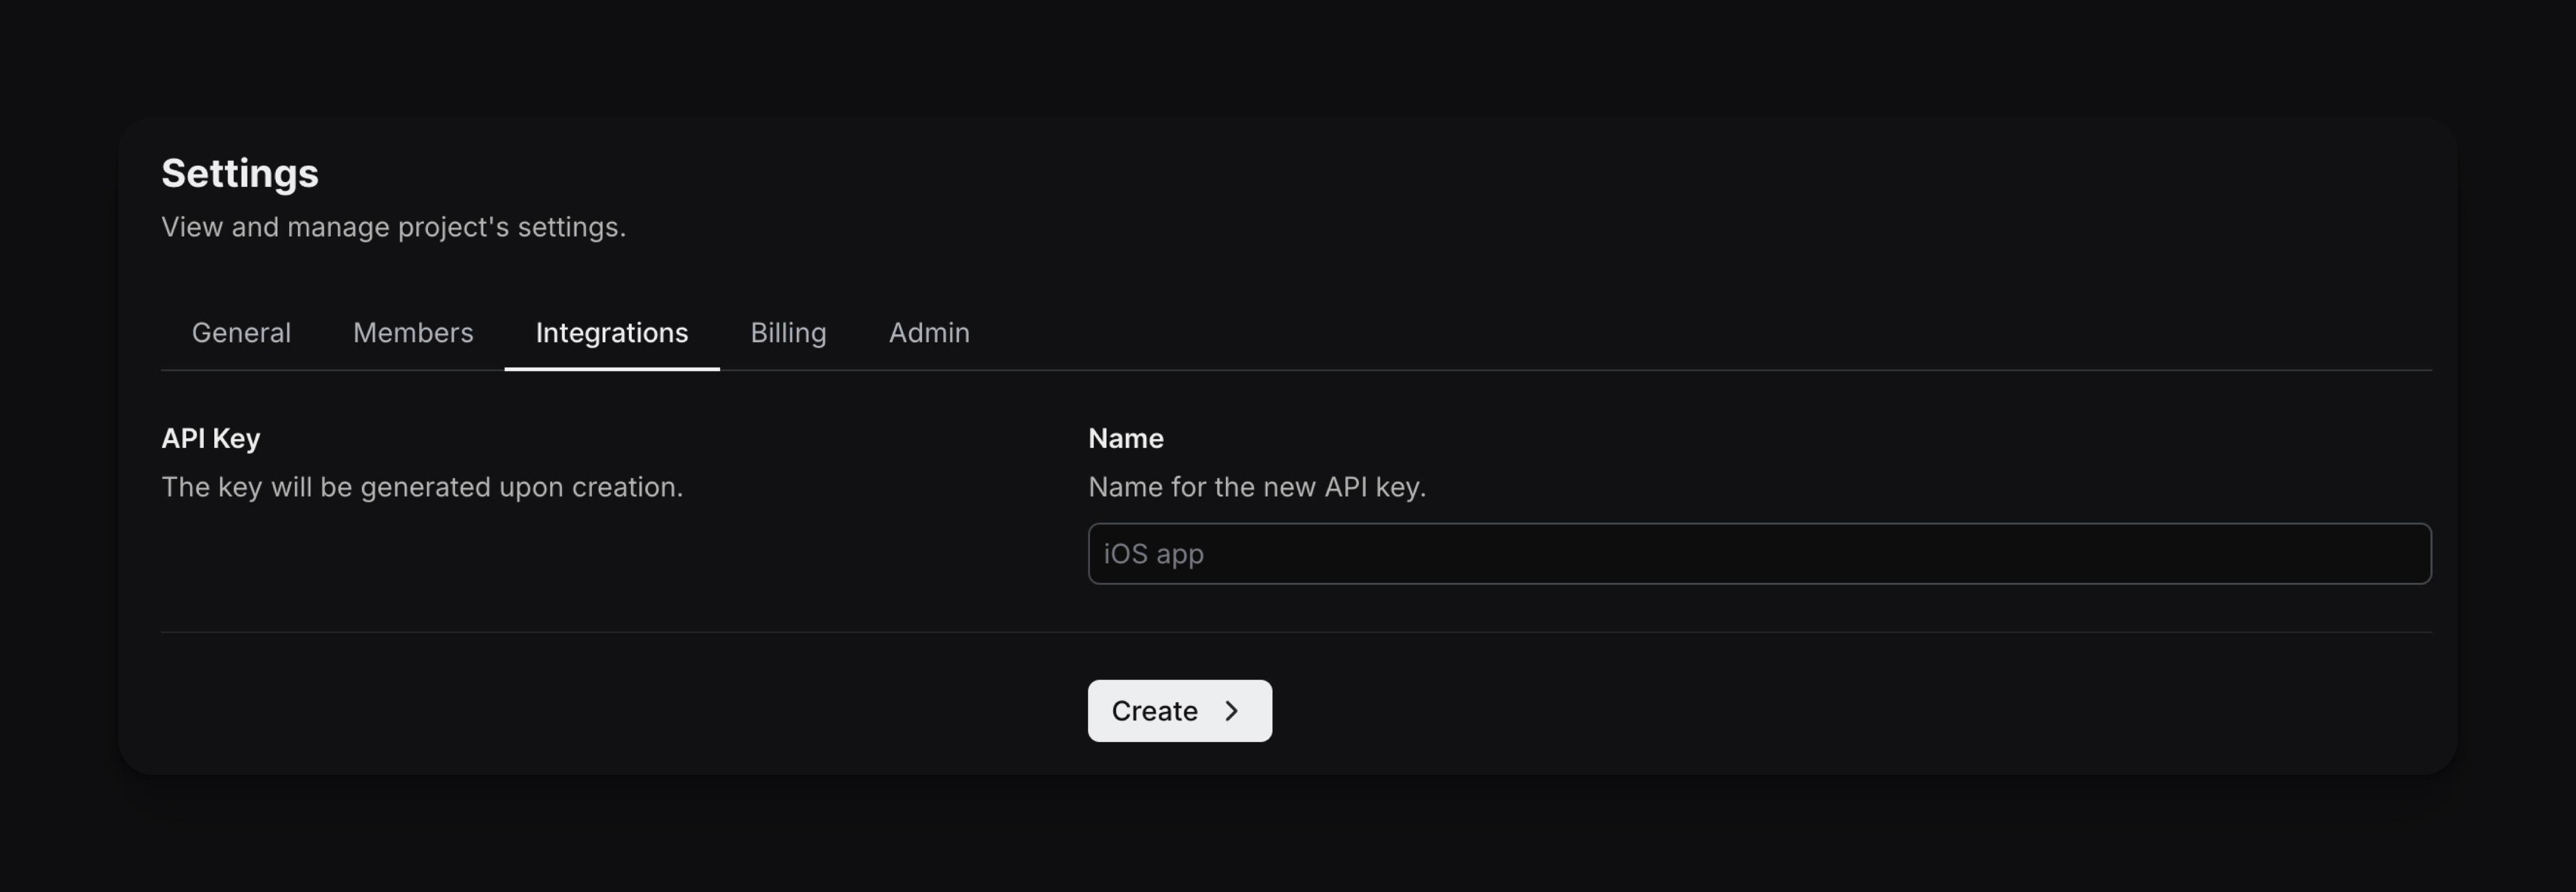 Settings
View and manage project's settings.
General Members Integrations Billing Admin
API Key
The key will be generated upon creation.
Name
Name for the new API key.
iOS app
Create